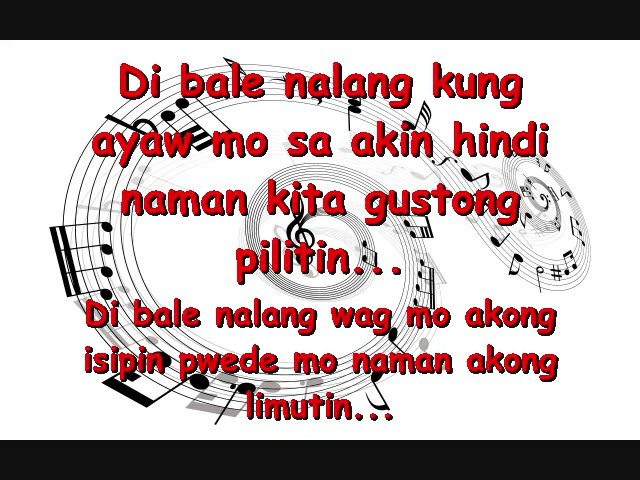 Di bale nalang kung
ayaw mo sa akin hindi
naman kita gustong
pilitin...
Di bale nalang wag mo akong
isipin pwede mo naman akong
limutin...